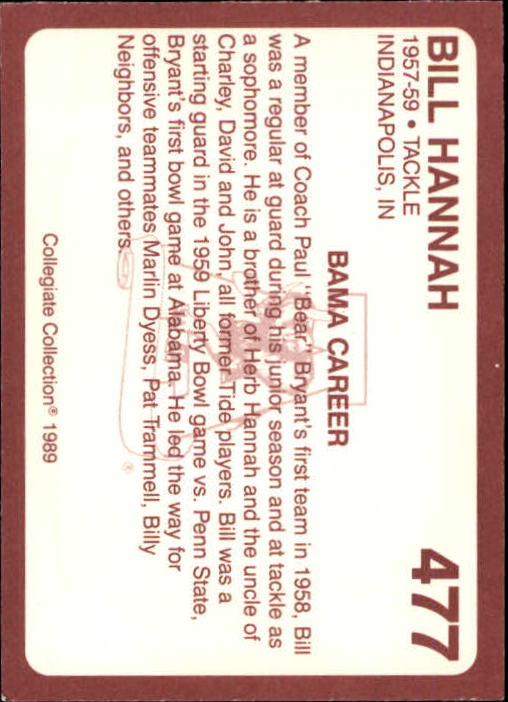 BILL HANNAH
477
1957-59 • TACKLE
INDIANAPOLIS, IN
BAMA CAREER
A member of Coach Paul "Bear" Bryant's first team in 1958, Bill
was a regular at guard during his junior season and at tackle as
a sophomore. He is a brother of Herb Hannah and the uncle of
Charley, David and John, all former Tide players. Bill was a
starting guard in the 1959 Liberty Bowl game vs. Penn State,
Bryant's first bowl game at Alabama. He led the way for
offensive teammates Marlin Dyess, Pat Trammell, Billy
Neighbors, and others.
®
Collegiate Collection® 1989